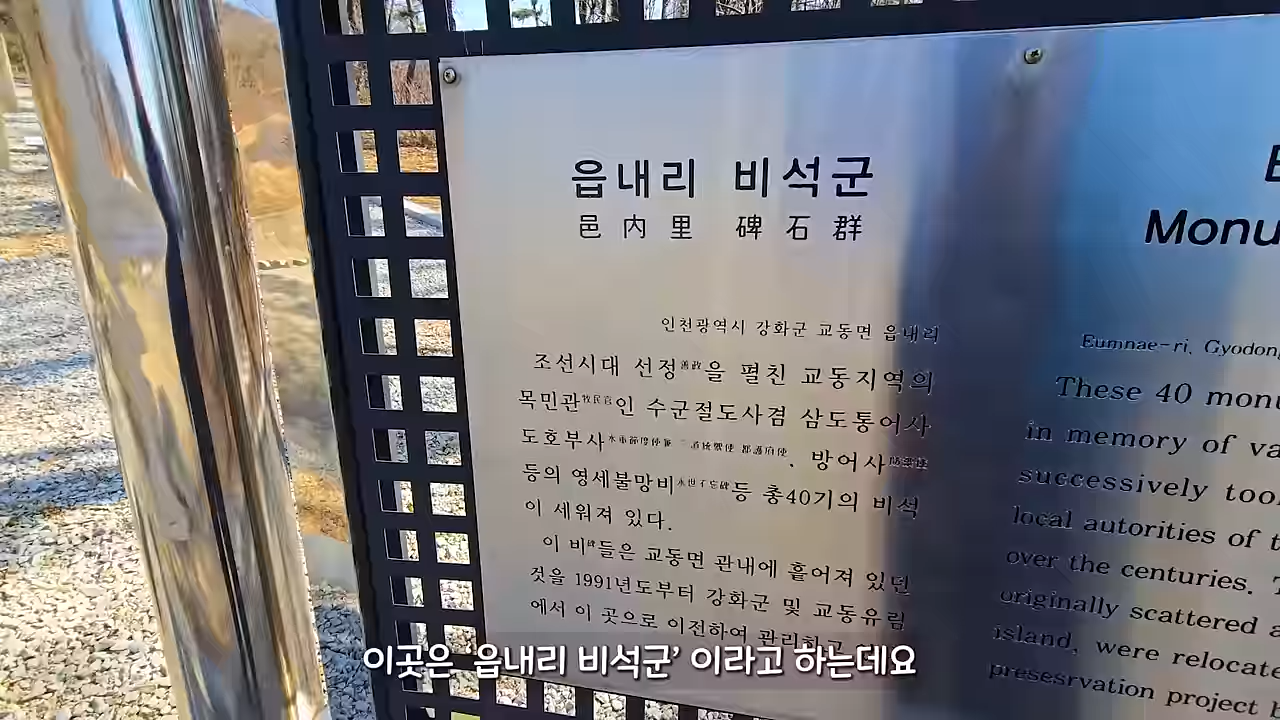 읍내리 비석군
邑内里 碑石群
인천광역시 강화군 교동면 읍내리
조선시대 선정善政을 펼친 교동지역의
목민관牧民官인 수군절도사겸 삼도통어사
도호부사. 방어사
등의 영세불망비永世不忘碑등 총40기의 비석
이 세워져 있다.
이 비碑들은 교동면 관내에 흩어져 있던
것을 1991년도부터 강화군 및 교동유림
에서 이 곳으로 이전하여 관리하고
Monu
Eumnae-ri, Gyodong
These 40 monu
in memory of va
successively too
local autorities of t
over the centuries. T
originally scattered a
island, were relocate
presesrvation project
이곳은 '읍내리 비석군' 이라고 하는데요